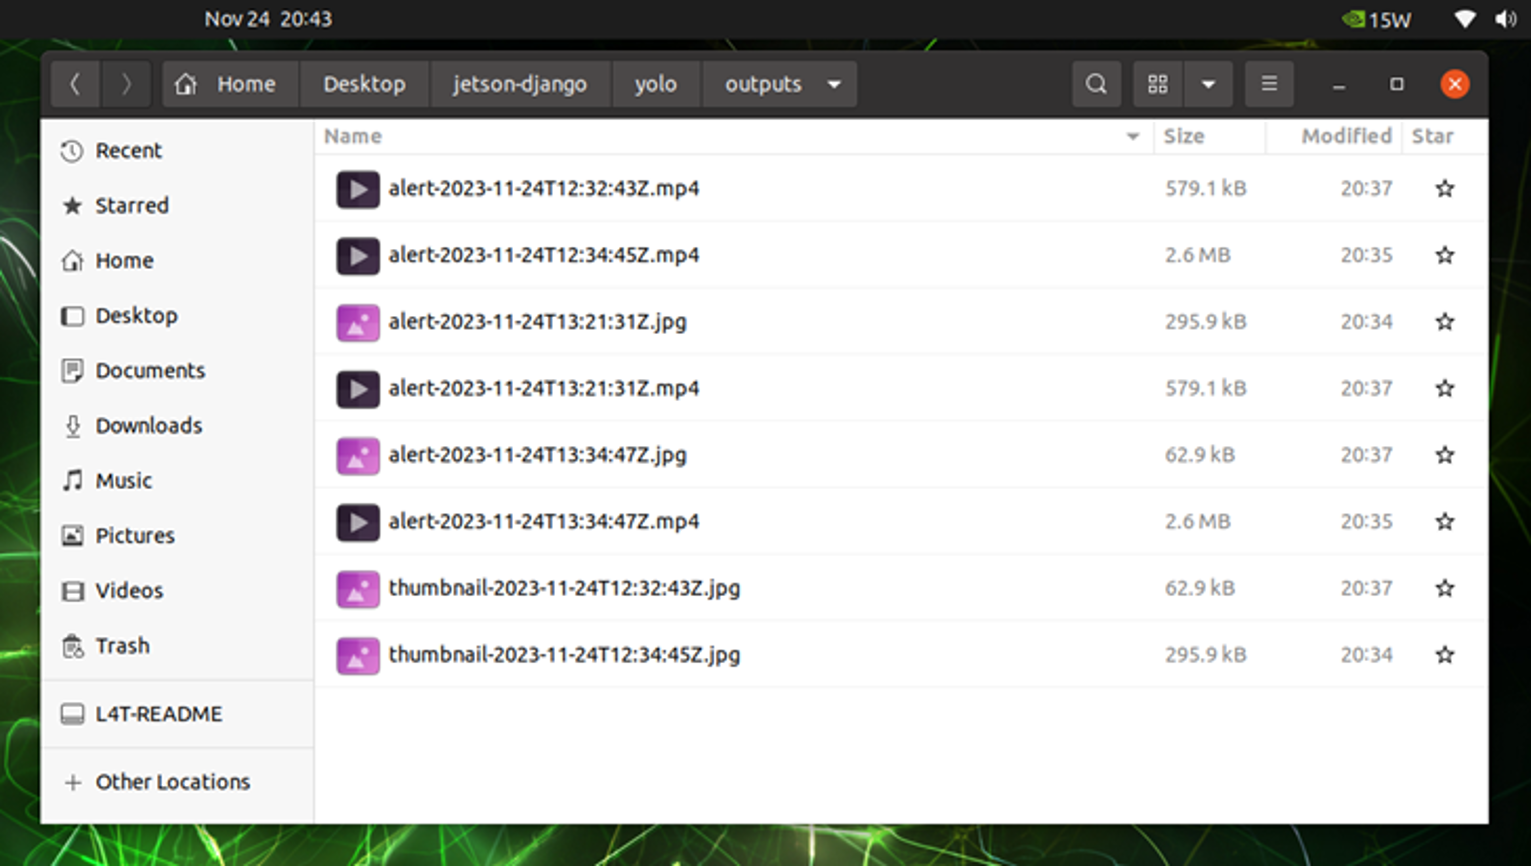 Nov 24 20:43 15W
Home Desktop jetson-django yolo outputs
Name Size Modified Star
Recent
Starred
Home
Desktop
Documents
Downloads
Music
Pictures
Videos
Trash
L4T-README
Other Locations
alert-2023-11-24T12:32:43Z.mp4 579.1 kB 20:37
alert-2023-11-24T12:34:45Z.mp4 2.6 MB 20:35
alert-2023-11-24T13:21:31Z.jpg 295.9 kB 20:34
alert-2023-11-24T13:21:31Z.mp4 579.1 kB 20:37
alert-2023-11-24T13:34:47Z.jpg 62.9 kB 20:37
alert-2023-11-24T13:34:47Z.mp4 2.6 MB 20:35
thumbnail-2023-11-24T12:32:43Z.jpg 62.9 kB 20:37
thumbnail-2023-11-24T12:34:45Z.jpg 295.9 kB 20:34